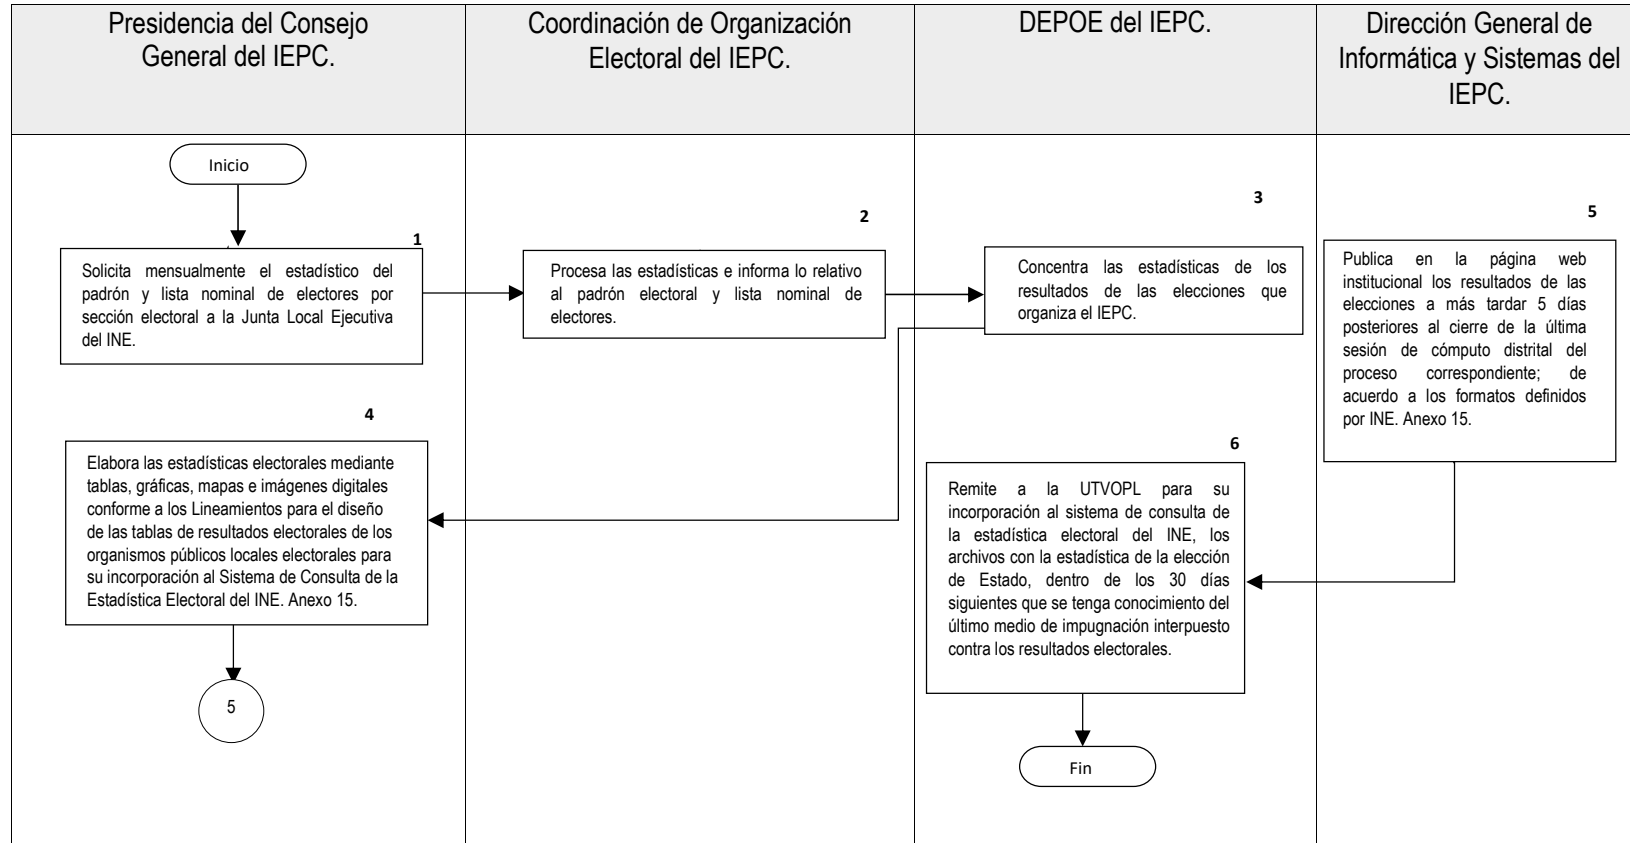 Presidencia del Consejo
General del IEPC.
Coordinación de Organización
Electoral del IEPC.
DEPOE del IEPC.
Dirección General de
Informática y Sistemas del
IEPC.
Inicio
1
Solicita mensualmente el estadístico del
padrón y lista nominal de electores por
sección electoral a la Junta Local Ejecutiva
del INE.
2
Procesa las estadísticas e informa lo relativo
al padrón electoral y lista nominal de
electores.
3
Concentra las estadísticas de los
resultados de las elecciones que
organiza el IEPC.
4
Elabora las estadísticas electorales mediante
tablas, gráficas, mapas e imágenes digitales
conforme a los Lineamientos para el diseño
de las tablas de resultados electorales de los
organismos públicos locales electorales para
su incorporación al Sistema de Consulta de la
Estadística Electoral del INE. Anexo 15.
5
5
Publica en la página web
institucional los resultados de las
elecciones a más tardar 5 días
posteriores al cierre de la última
sesión de cómputo distrital del
proceso correspondiente; de
acuerdo a los formatos definidos
por INE. Anexo 15.
6
Remite a la UTVOPL para su
incorporación al sistema de consulta de
la estadística electoral del INE, los
archivos con la estadística de la elección
de Estado, dentro de los 30 días
siguientes que se tenga conocimiento del
último medio de impugnación interpuesto
contra los resultados electorales.
Fin